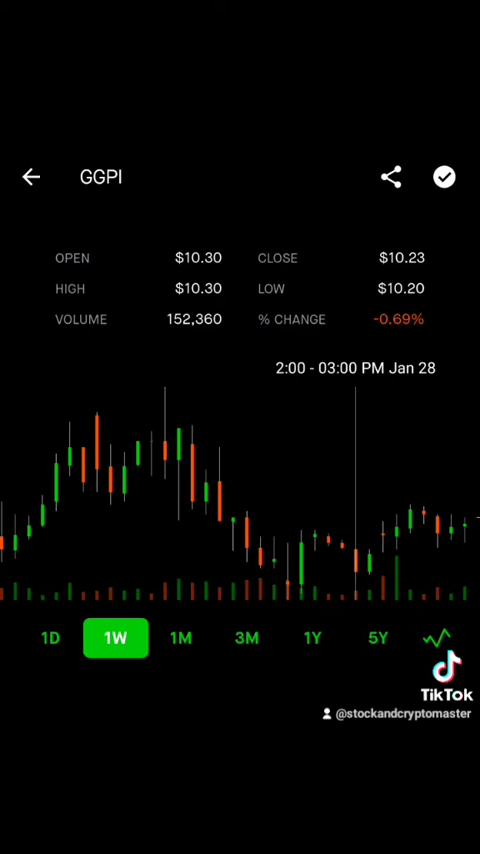 GGPI
OPEN $10.30 CLOSE $10.23
HIGH $10.30 LOW $10.20
VOLUME 152,360 % CHANGE -0.69%
2:00 - 03:00 PM Jan 28
1D 1W 1M 3M 1Y 5Y
TikTok
@stockandcryptomaster